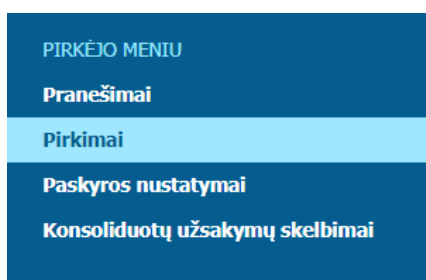 PIRKĖJO MENIU
Pranešimai
Pirkimai
Paskyros nustatymai
Konsoliduotų užsakymų skelbimai